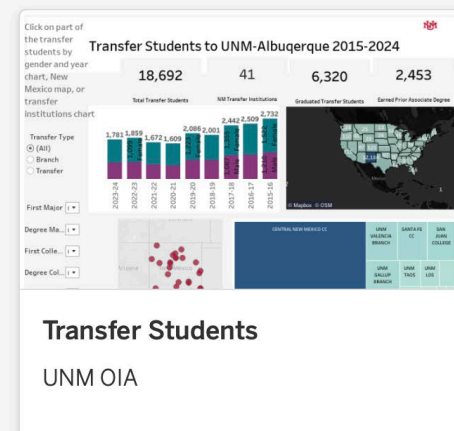 Click on part of
the transfer
students by
gender and year
chart, New
Mexico map, or
transfer
institutions chart
UNM
Transfer Students to UNM-Albuqerque 2015-2024
18,692
41
6,320
2,453
Total Transfer Students
NM Transfer Institutions
Graduated Transfer Students
Earned Prior Associate Degree
Transfer Type
(All)
Branch
Transfer
First Major
Degree Ma...
First Colle...
Degree Col...
1,781 1,859 1,672 1,609 2,086 2,001 2,442 2,509 2,732
2023-24
2022-23
2021-22
2020-21
2019-20
2018-19
2017-18
2016-17
2015-16
© Mapbox © OSM
CENTRAL NEW MEXICO CC
UNM
VALENCIA
BRANCH
SANTA FE
CC
SAN
JUAN
COLLEGE
UNM
GALLUP
BRANCH
UNM
TAOS
UNM
LOS
Transfer Students
UNM OIA